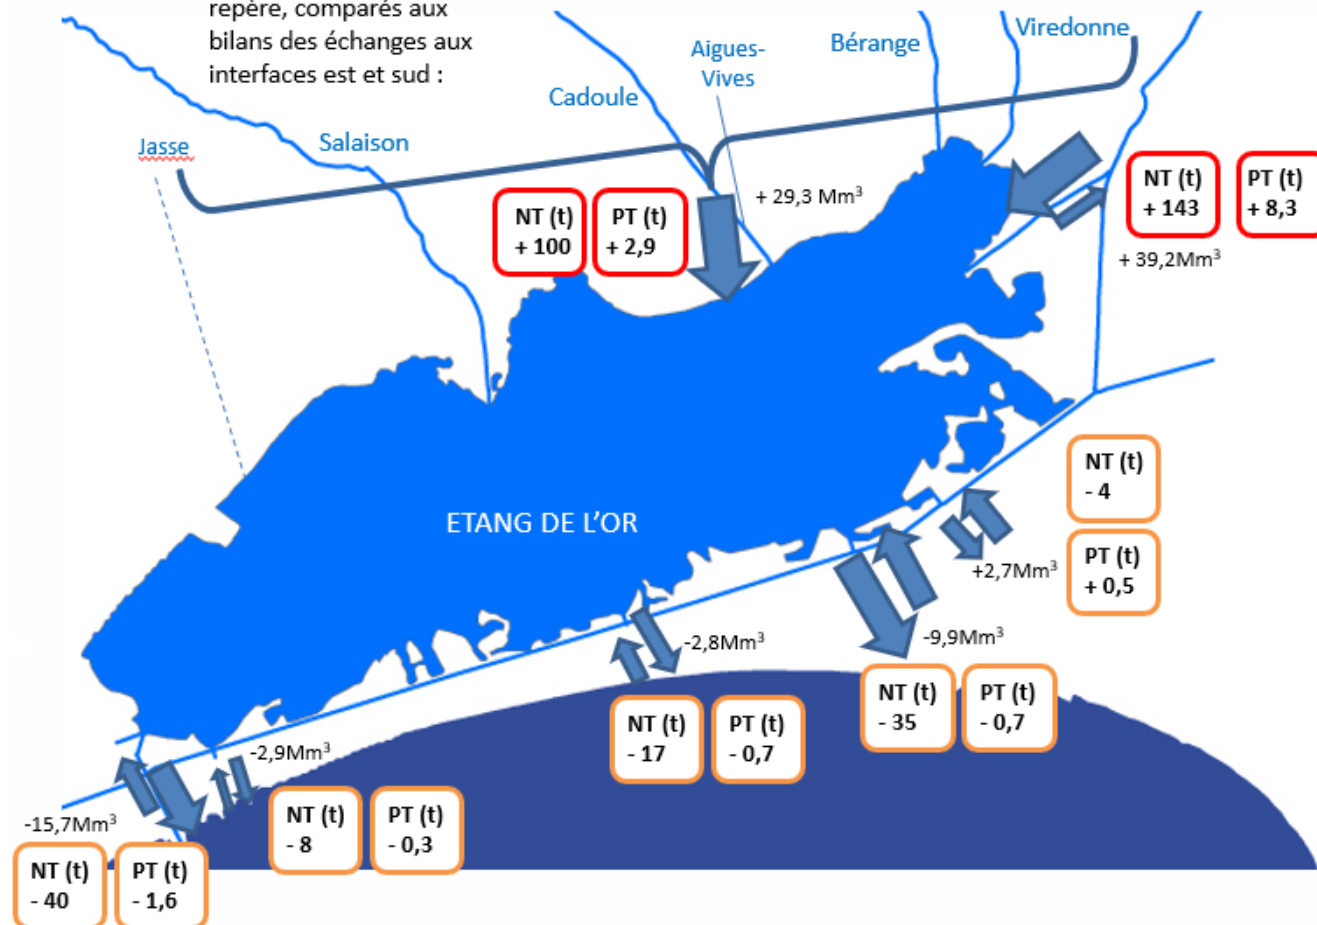 repère, comparés aux
bilans des échanges aux
interfaces est et sud :
Viredonne
Bérange
Aigues-
Vives
Cadoule
Salaison
Jasse
+ 29,3 Mm³
NT (t)
+ 100
PT (t)
+ 2,9
NT (t)
+ 143
PT (t)
+ 8,3
+ 39,2Mm³
ETANG DE L'OR
NT (t)
- 4
PT (t)
+ 0,5
+2,7Mm³
-9,9Mm³
NT (t)
- 35
PT (t)
- 0,7
-2,8Mm³
NT (t)
- 17
PT (t)
- 0,7
-2,9Mm³
NT (t)
- 8
PT (t)
- 0,3
-15,7Mm³
NT (t)
- 40
PT (t)
- 1,6